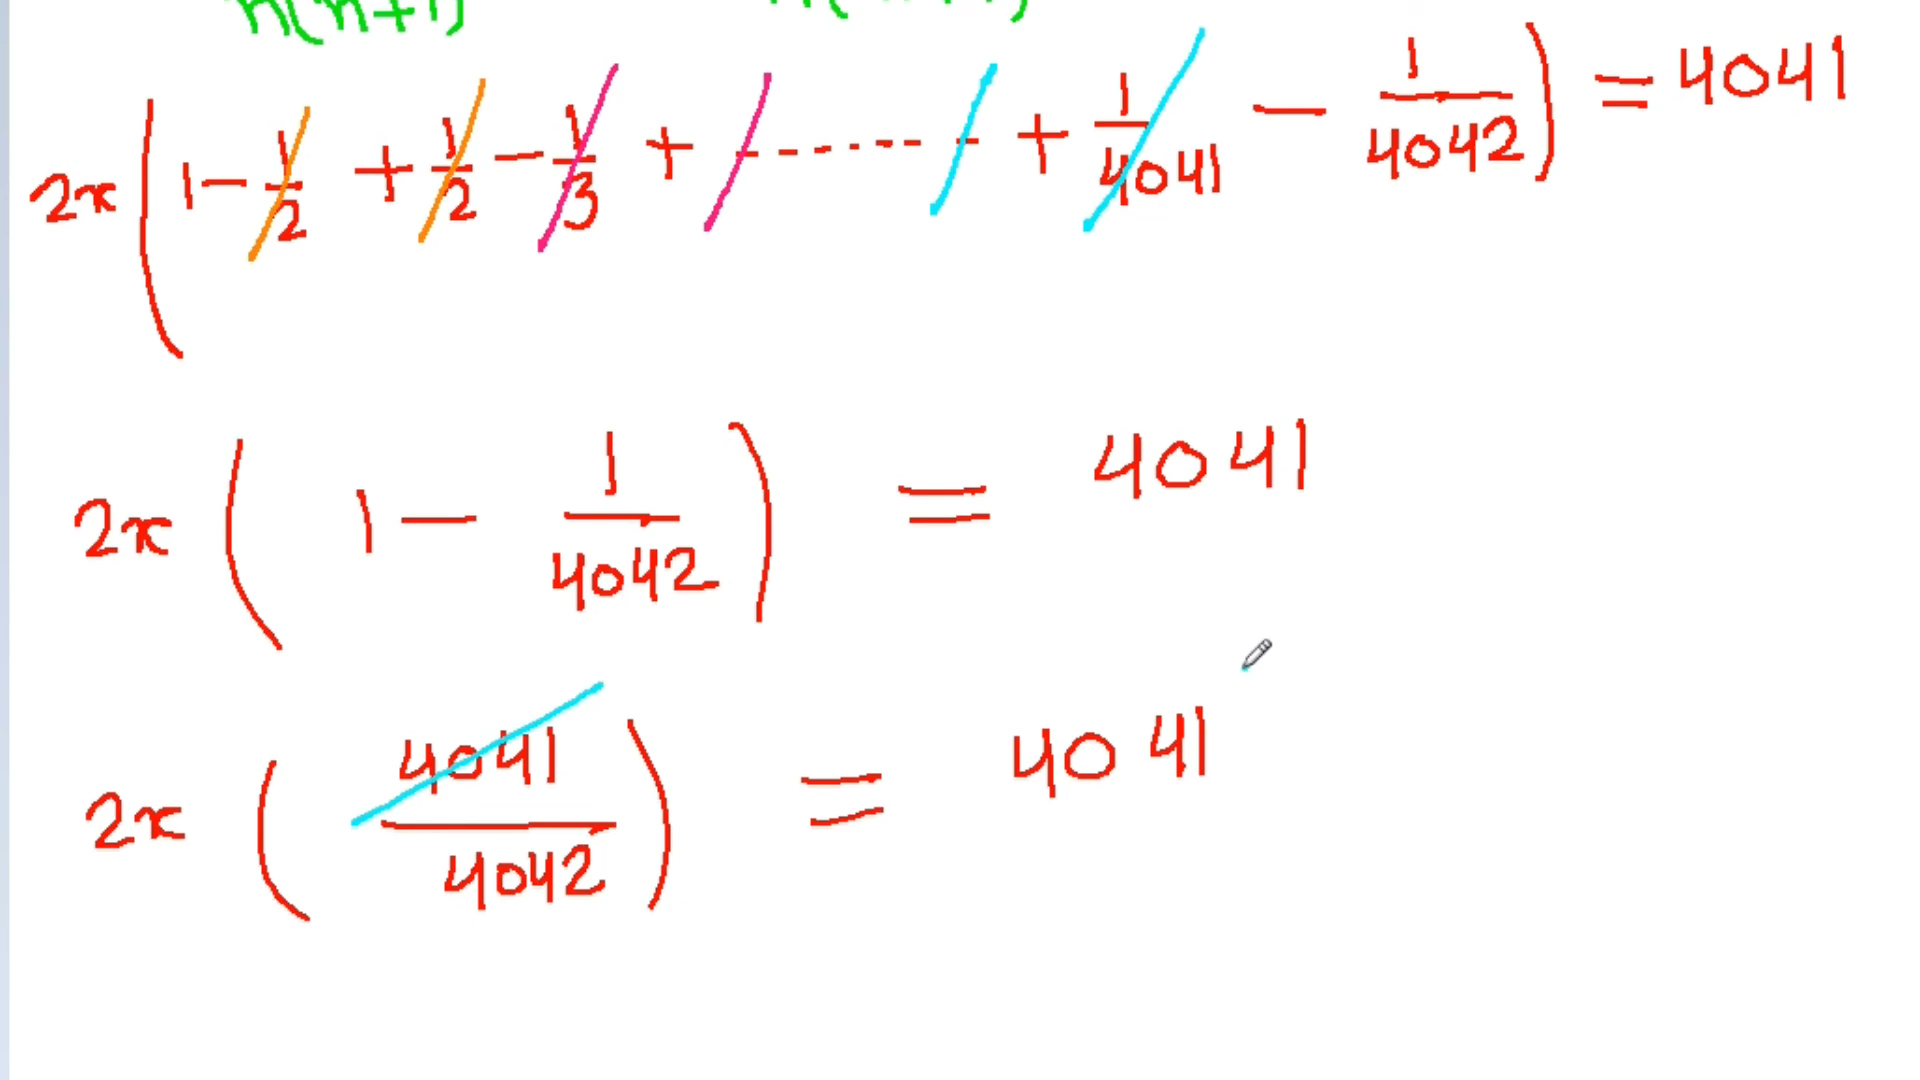 n(n+1)
2x(1 - 1/2 + 1/2 - 1/3 + - ------ - + 1/4041 - 1/4042) = 4041
2x(1 - 1/4042) = 4041
2x(4041/4042) = 4041